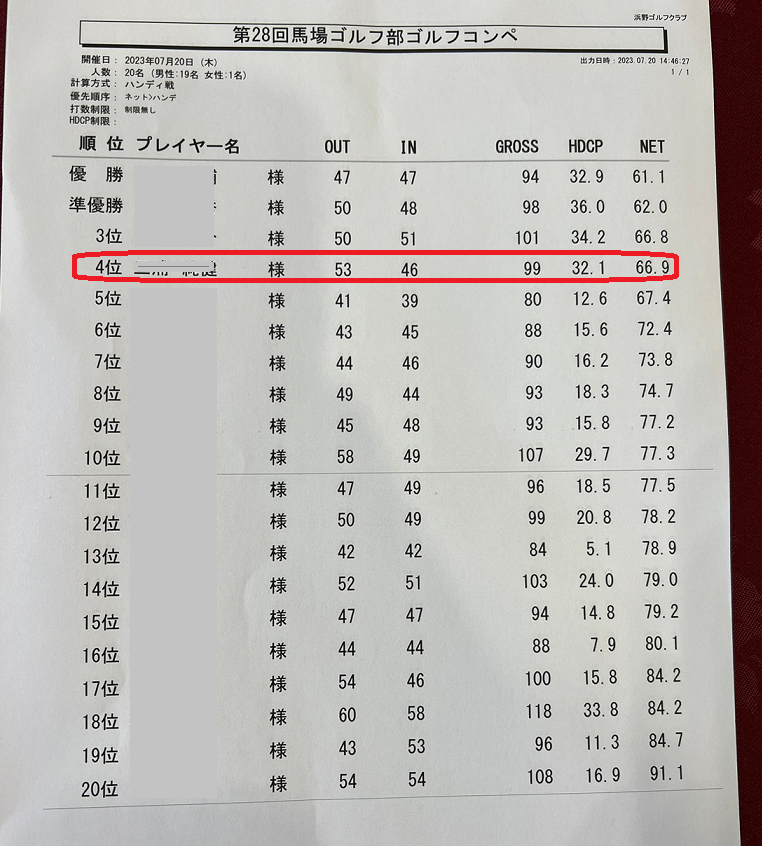 浜野ゴルフクラブ
第28回馬場ゴルフ部ゴルフコンペ
開催日： 2023年07月20日（木） 出力日時：2023.07.20 14:46:27
人数： 20名（男性:19名 女性:1名） 1 / 1
計算方式： ハンディ戦
優先順序： ネット>ハンデ
打数制限： 制限無し
HDCP制限：
順 位 プレイヤー名 OUT IN GROSS HDCP NET
優 勝 様 47 47 94 32.9 61.1
準優勝 様 50 48 98 36.0 62.0
3位 様 50 51 101 34.2 66.8
4位 様 53 46 99 32.1 66.9
5位 様 41 39 80 12.6 67.4
6位 様 43 45 88 15.6 72.4
7位 様 44 46 90 16.2 73.8
8位 様 49 44 93 18.3 74.7
9位 様 45 48 93 15.8 77.2
10位 様 58 49 107 29.7 77.3
11位 様 47 49 96 18.5 77.5
12位 様 50 49 99 20.8 78.2
13位 様 42 42 84 5.1 78.9
14位 様 52 51 103 24.0 79.0
15位 様 47 47 94 14.8 79.2
16位 様 44 44 88 7.9 80.1
17位 様 54 46 100 15.8 84.2
18位 様 60 58 118 33.8 84.2
19位 様 43 53 96 11.3 84.7
20位 様 54 54 108 16.9 91.1